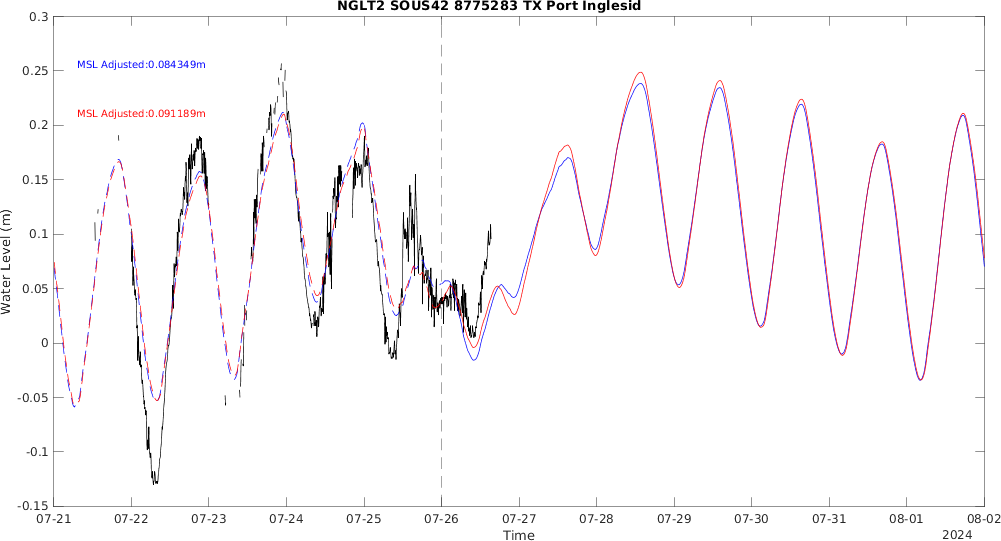 NGLT2 SOUS42 8775283 TX Port Inglesid
0.3
0.25
0.2
0.15
0.1
0.05
0
-0.05
-0.1
-0.15
Water Level (m)
MSL Adjusted:0.084349m
MSL Adjusted:0.091189m
07-21 07-22 07-23 07-24 07-25 07-26 07-27 07-28 07-29 07-30 07-31 08-01 08-02
Time
2024